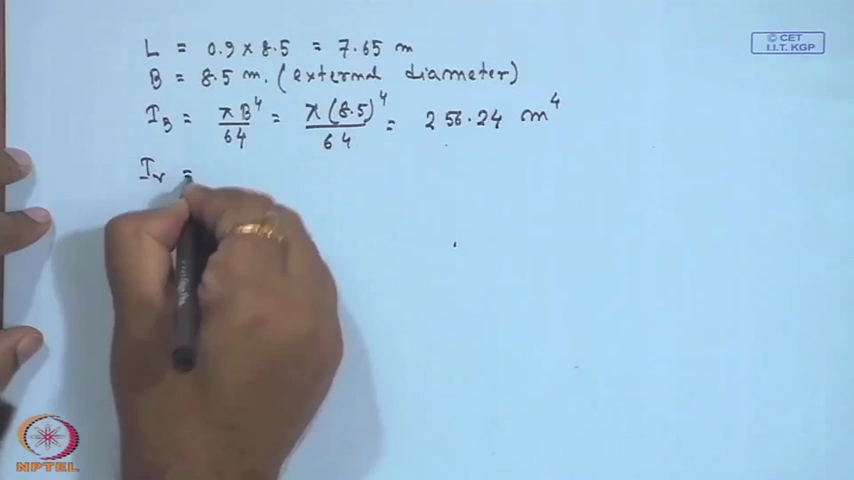 L = 0.9 x 8.5 = 7.65 m
© CET
I.I.T. KGP
B = 8.5 m. (external diameter)
I_B = πB^4/64 = π(8.5)^4/64 = 256.24 m^4
I_v =
NPTEL